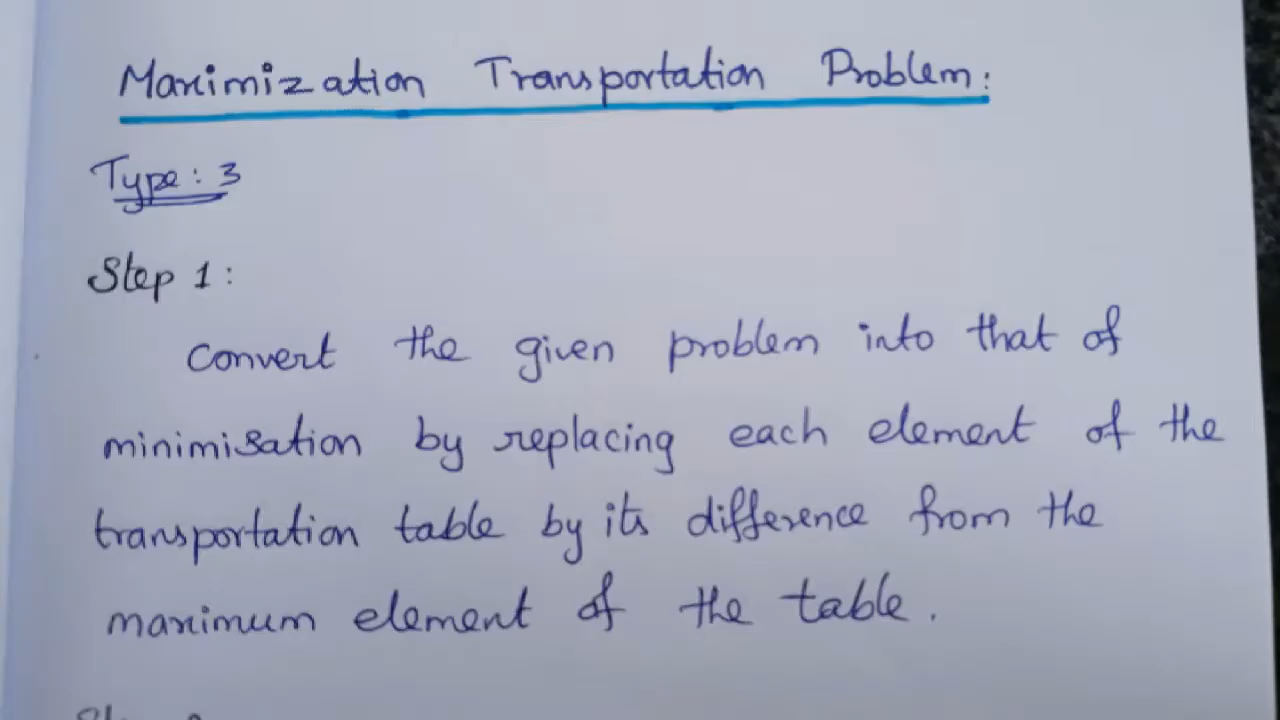 Maximization Transportation Problem:
Type: 3
Step 1:
Convert the given problem into that of
minimisation by replacing each element of the
transportation table by its difference from the
maximum element of the table.